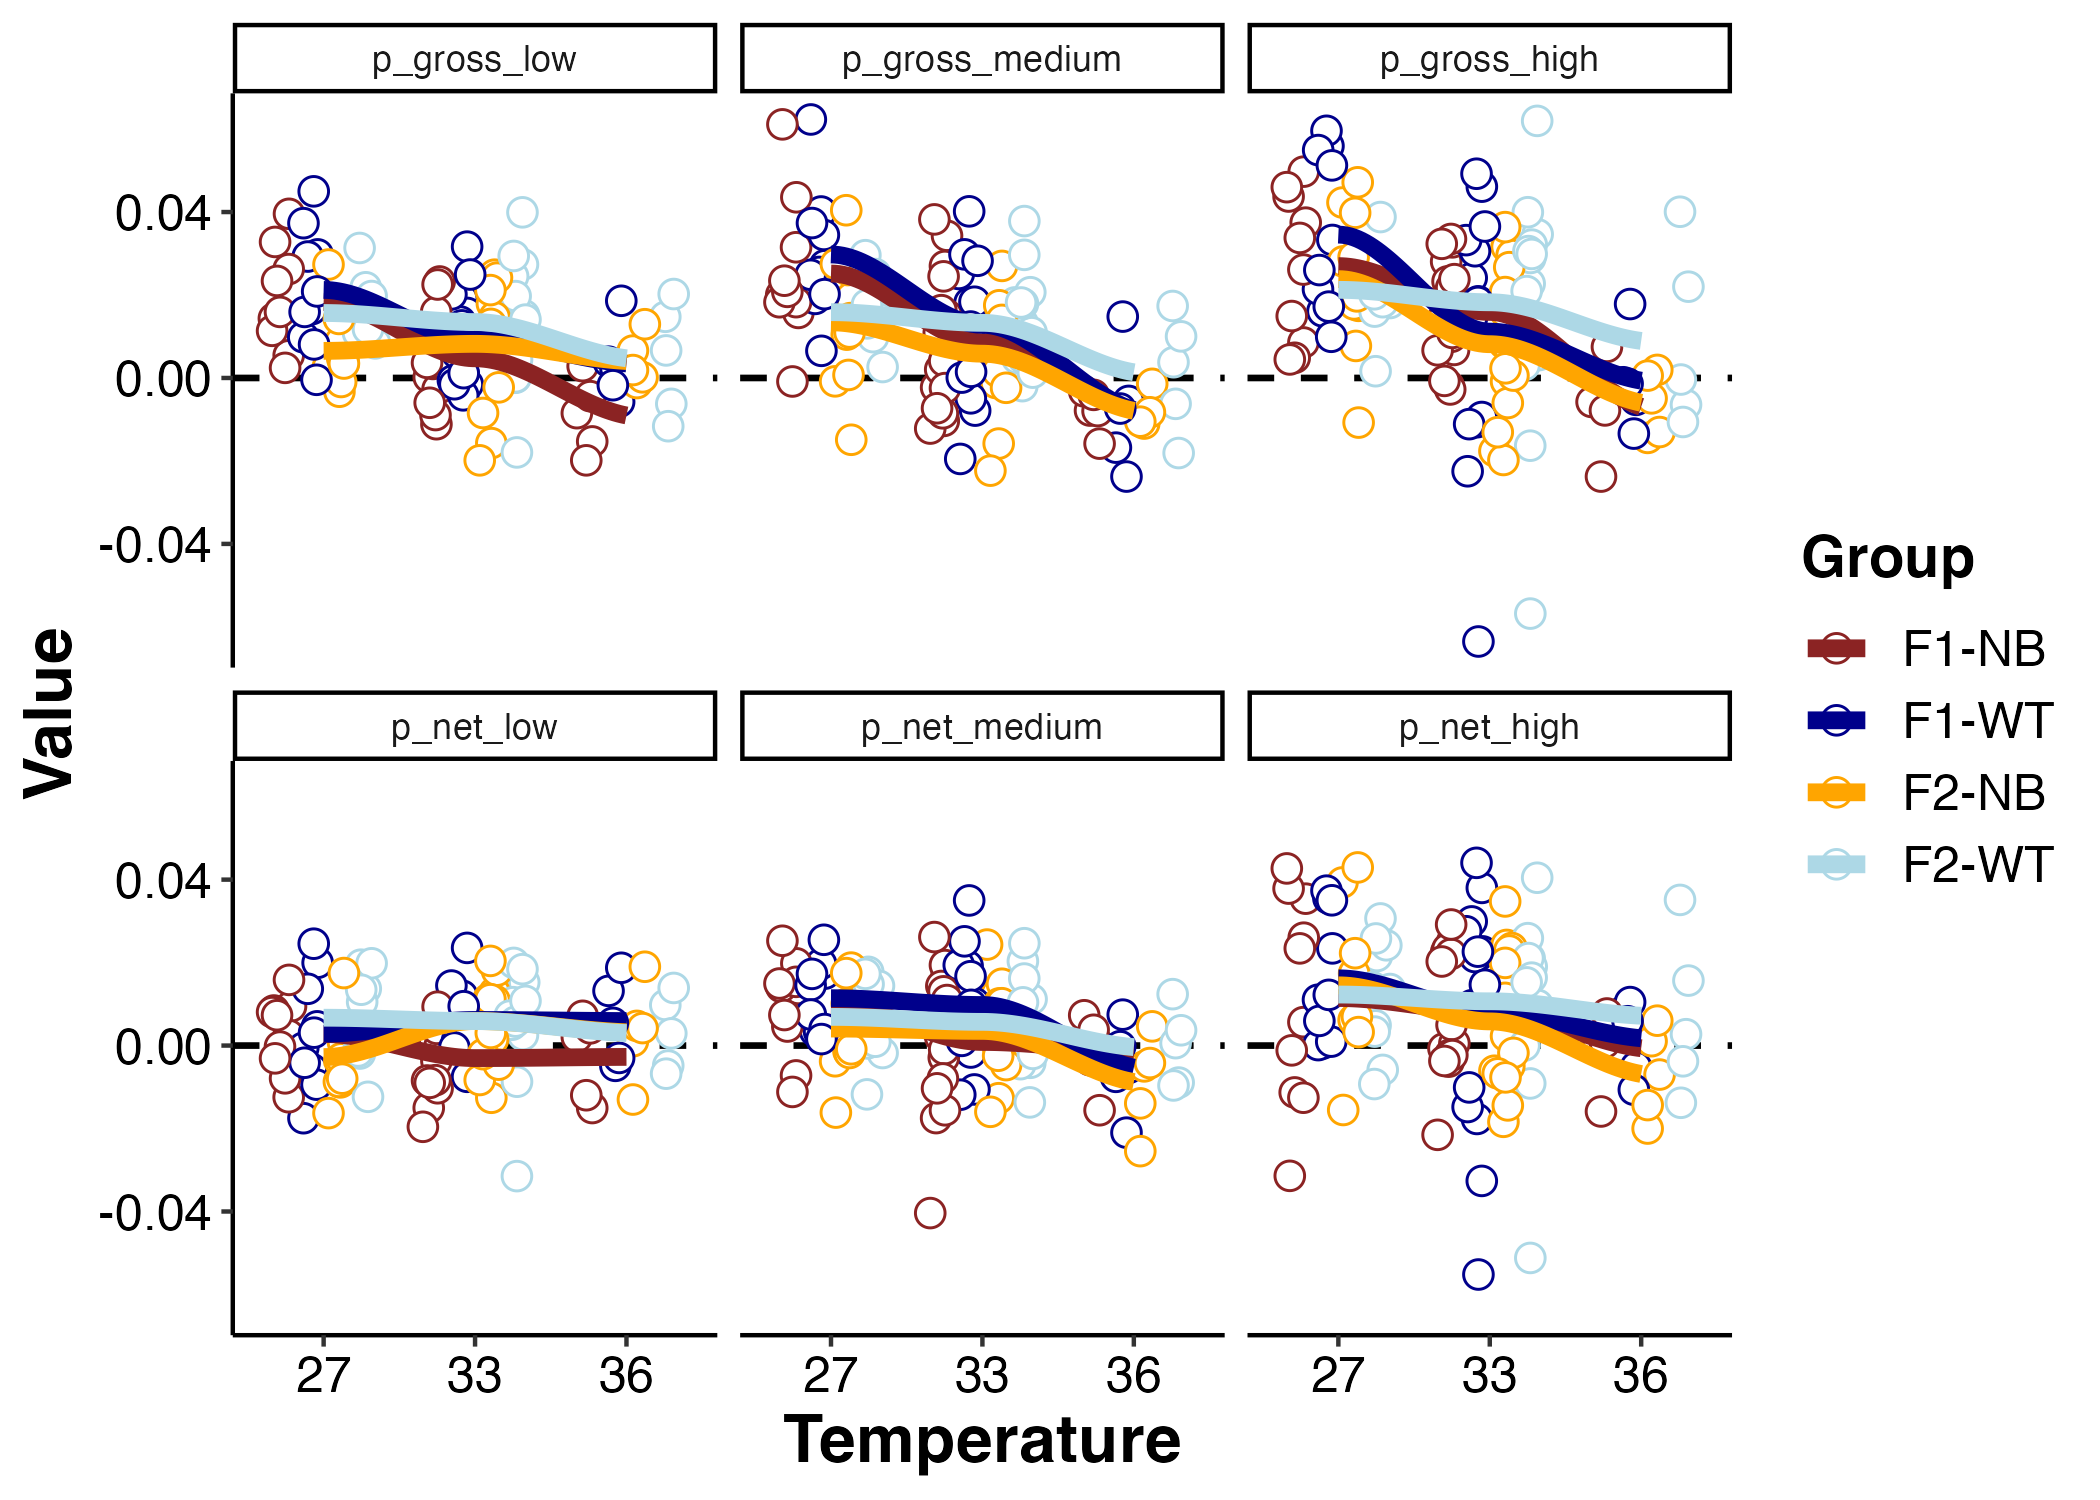 p_gross_low
p_gross_medium
p_gross_high
0.04
0.00
-0.04
p_net_low
p_net_medium
p_net_high
0.04
0.00
-0.04
27
33
36
27
33
36
27
33
36
Value
Temperature
Group
F1-NB
F1-WT
F2-NB
F2-WT